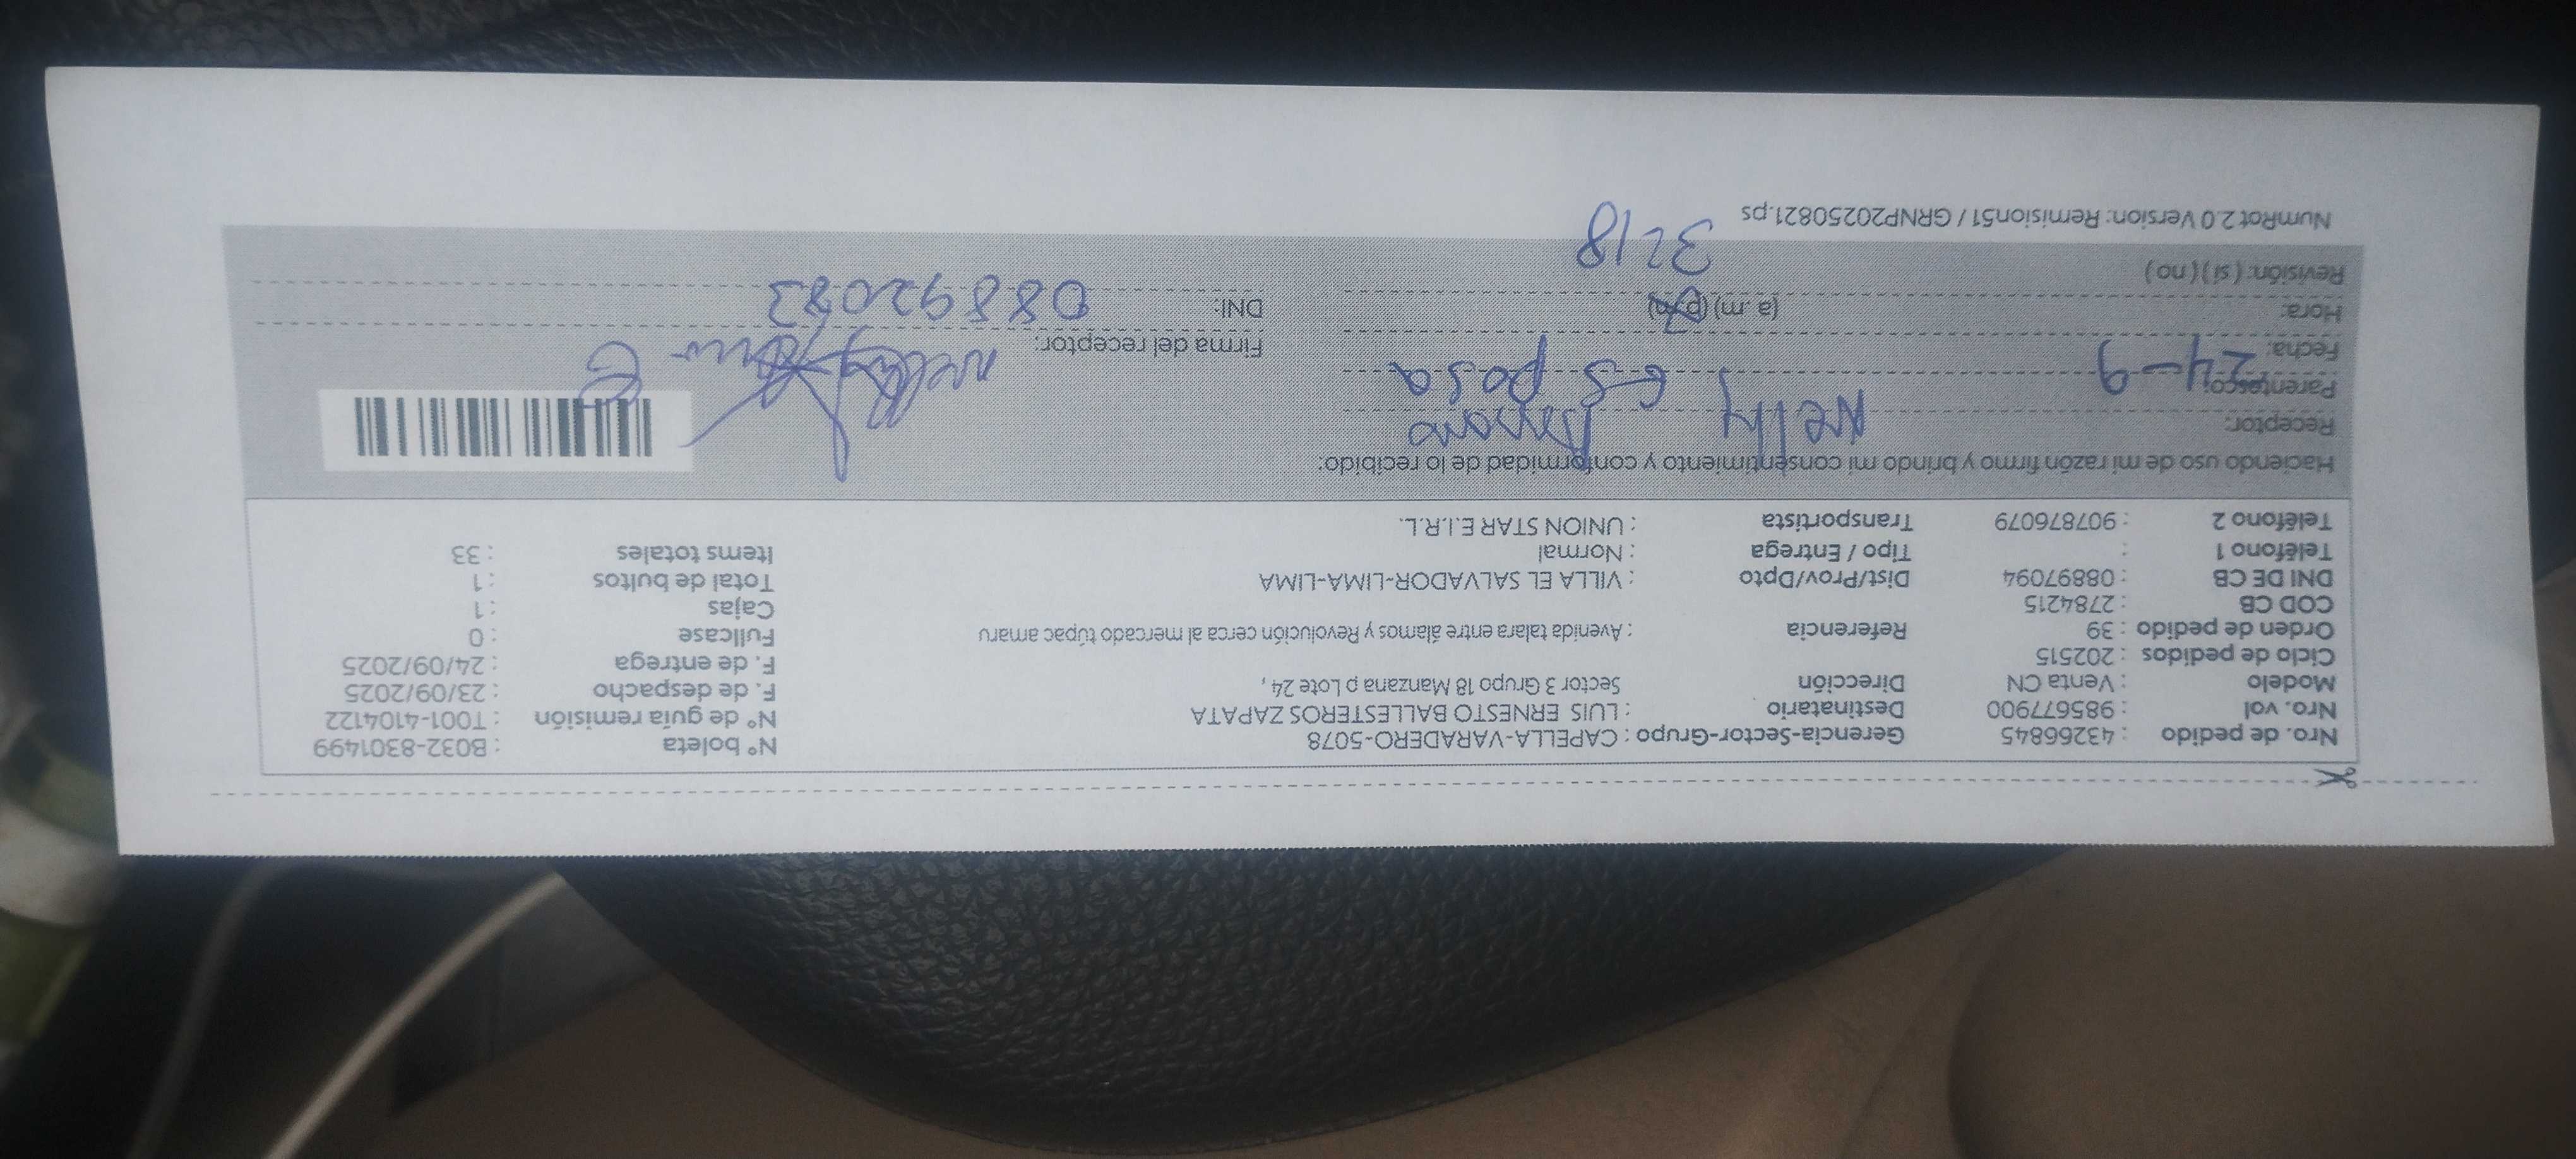 Nro. de pedido : 43266845 Gerencia-Sector-Grupo : CAPELLA-VARADERO-5078 N° boleta : B032-8301499
Nro. vol : 985677900 Destinatario : LUIS ERNESTO BALLESTEROS ZAPATA N° de guía remisión : T001-4104122
Modelo : Venta CN Dirección Sector 3 Grupo 18 Manzana p Lote 24 , F. de despacho : 23/09/2025
Ciclo de pedidos : 202515 F. de entrega : 24/09/2025
Orden de pedido : 39 Referencia : Avenida talara entre álamos y Revolución cerca al mercado túpac amaru Fullcase : 0
COD CB : 2784215 Cajas : 1
DNI DE CB : 08897094 Dist/Prov/Dpto : VILLA EL SALVADOR-LIMA-LIMA Total de bultos : 1
Teléfono 1 : Tipo / Entrega : Normal Items totales : 33
Teléfono 2 : 907876079 Transportista : UNION STAR E.I.R.L.
Haciendo uso de mi razón firmo y brindo mi consentimiento y conformidad de lo recibido:
Receptor: Nelly
Parentesco: Esposa
Fecha: 24-9 Firma del receptor:
Hora: (a. m) (p. m) DNI: 08892083
Revisión: ( si ) ( no ) 3218
NumRot 2.0 Version: Remision51 / GRNP20250821.ps